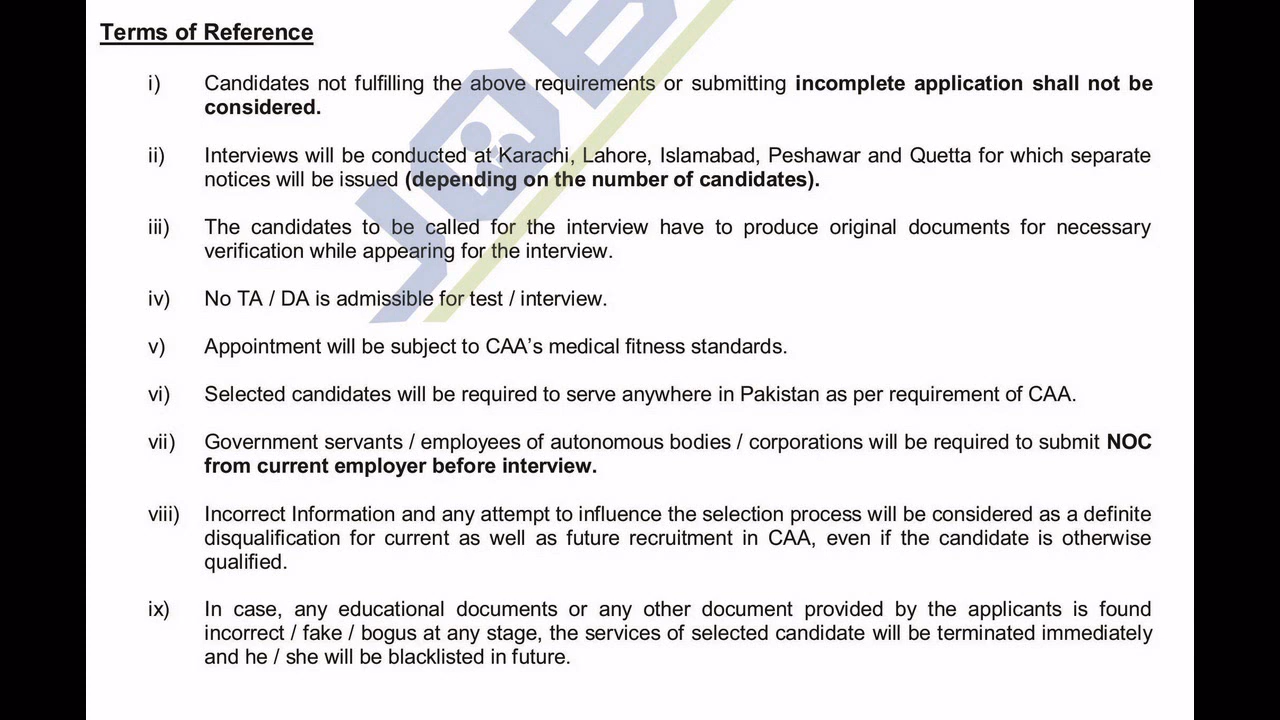 Terms of Reference
i) Candidates not fulfilling the above requirements or submitting incomplete application shall not be
considered.
ii) Interviews will be conducted at Karachi, Lahore, Islamabad, Peshawar and Quetta for which separate
notices will be issued (depending on the number of candidates).
iii) The candidates to be called for the interview have to produce original documents for necessary
verification while appearing for the interview.
iv) No TA / DA is admissible for test / interview.
v) Appointment will be subject to CAA’s medical fitness standards.
vi) Selected candidates will be required to serve anywhere in Pakistan as per requirement of CAA.
vii) Government servants / employees of autonomous bodies / corporations will be required to submit NOC
from current employer before interview.
viii) Incorrect Information and any attempt to influence the selection process will be considered as a definite
disqualification for current as well as future recruitment in CAA, even if the candidate is otherwise
qualified.
ix) In case, any educational documents or any other document provided by the applicants is found
incorrect / fake / bogus at any stage, the services of selected candidate will be terminated immediately
and he / she will be blacklisted in future.